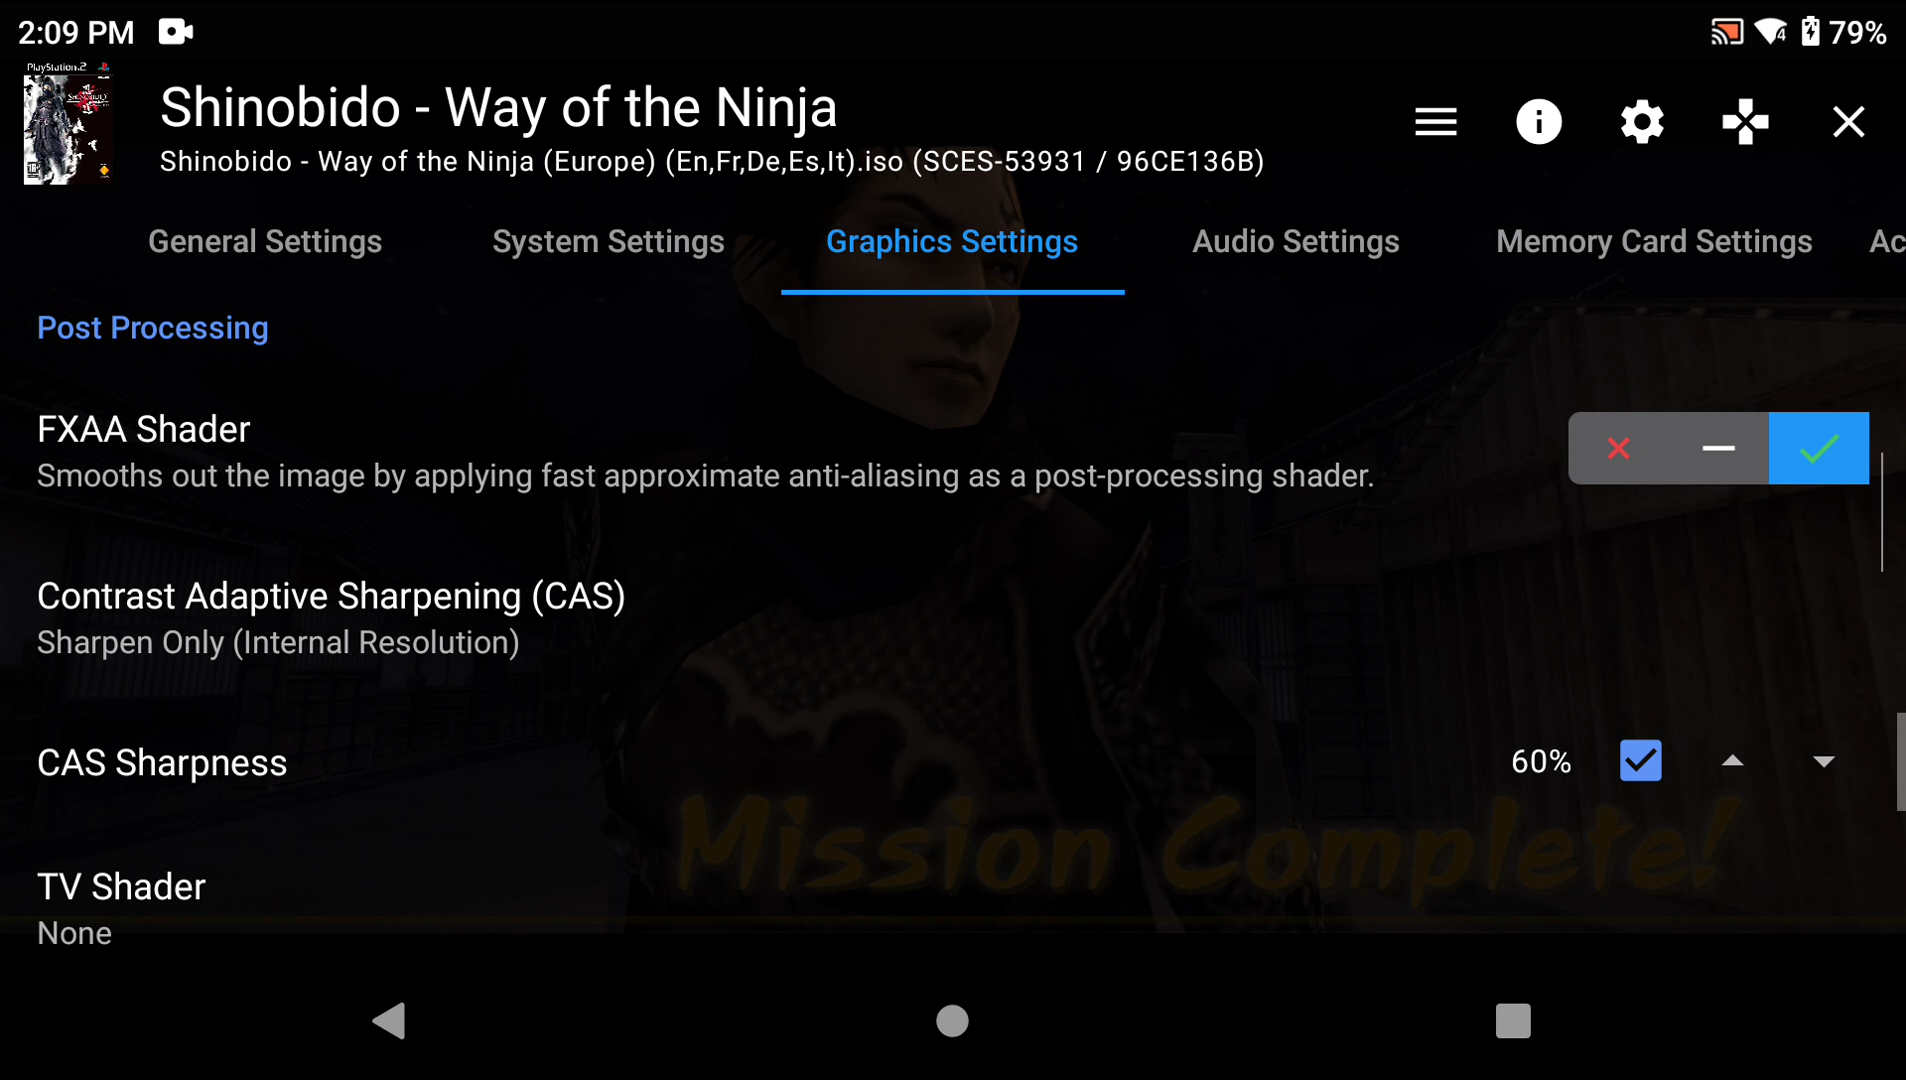 2:09 PM
79%
PlayStation.2
Shinobido - Way of the Ninja
Shinobido - Way of the Ninja (Europe) (En,Fr,De,Es,It).iso (SCES-53931 / 96CE136B)
General Settings
System Settings
Graphics Settings
Audio Settings
Memory Card Settings
Ac
Post Processing
FXAA Shader
Smooths out the image by applying fast approximate anti-aliasing as a post-processing shader.
Contrast Adaptive Sharpening (CAS)
Sharpen Only (Internal Resolution)
CAS Sharpness
60%
Mission Complete!
TV Shader
None